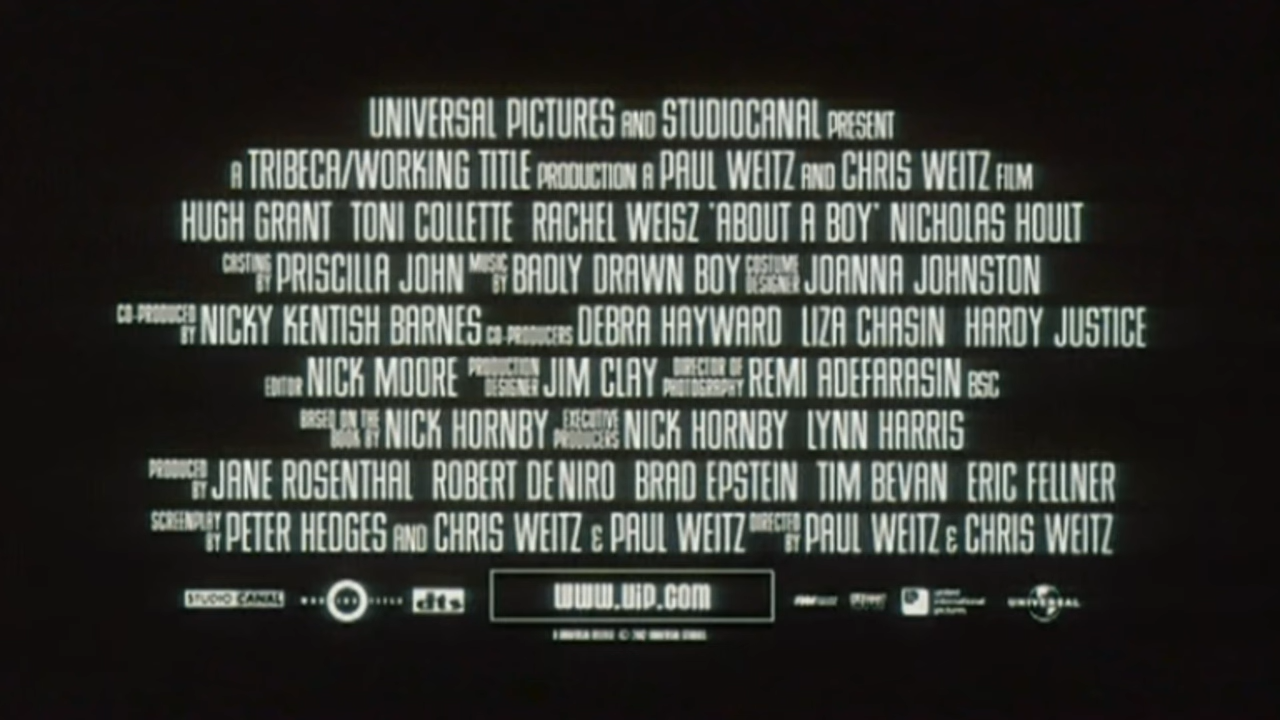 UNIVERSAL PICTURES AND STUDIOCANAL PRESENT
A TRIBECA/WORKING TITLE PRODUCTION A PAUL WEITZ AND CHRIS WEITZ FILM
HUGH GRANT TONI COLLETTE RACHEL WEISZ "ABOUT A BOY" NICHOLAS HOULT
CASTING BY PRISCILLA JOHN MUSIC BY BADLY DRAWN BOY COSTUME DESIGNER JOANNA JOHNSTON
CO-PRODUCED BY NICKY KENTISH BARNES CO-PRODUCERS DEBRA HAYWARD LIZA CHASIN HARDY JUSTICE
EDITOR NICK MOORE PRODUCTION DESIGNER JIM CLAY DIRECTOR OF PHOTOGRAPHY REMI ADEFARASIN BSC
BASED ON THE BOOK BY NICK HORNBY EXECUTIVE PRODUCERS NICK HORNBY LYNN HARRIS
PRODUCED BY JANE ROSENTHAL ROBERT DE NIRO BRAD EPSTEIN TIM BEVAN ERIC FELLNER
SCREENPLAY BY PETER HEDGES AND CHRIS WEITZ & PAUL WEITZ DIRECTED BY PAUL WEITZ & CHRIS WEITZ
STUDIO CANAL dts www.uip.com united international pictures UNIVERSAL